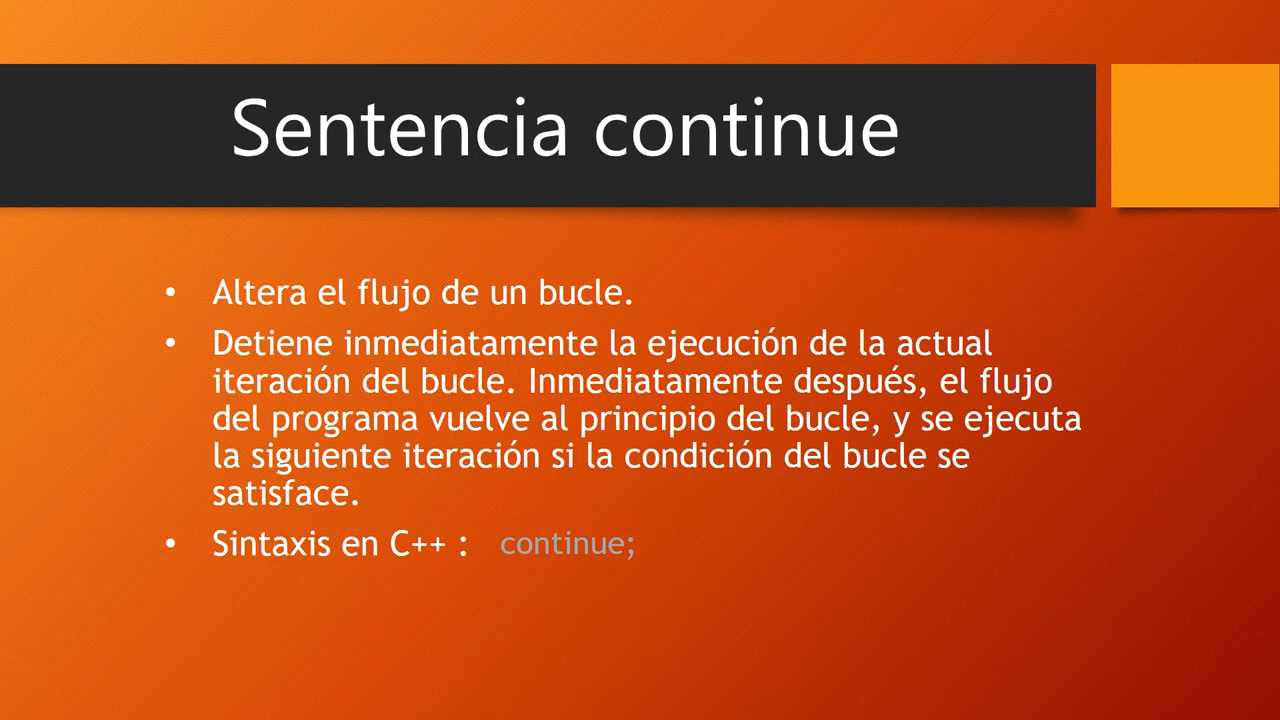 Sentencia continue
• Altera el flujo de un bucle.
• Detiene inmediatamente la ejecución de la actual
iteración del bucle. Inmediatamente después, el flujo
del programa vuelve al principio del bucle, y se ejecuta
la siguiente iteración si la condición del bucle se
satisface.
• Sintaxis en C++ : continue;